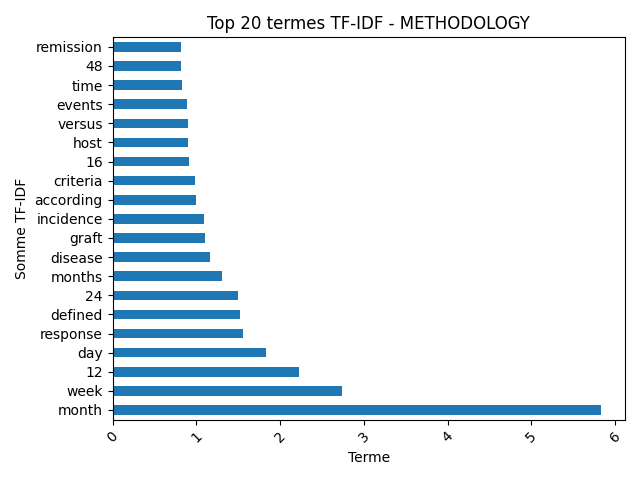 Top 20 termes TF-IDF - METHODOLOGY
remission
48
time
events
versus
host
16
criteria
according
incidence
graft
disease
months
24
defined
response
day
12
week
month
Somme TF-IDF
0 1 2 3 4 5 6
Terme